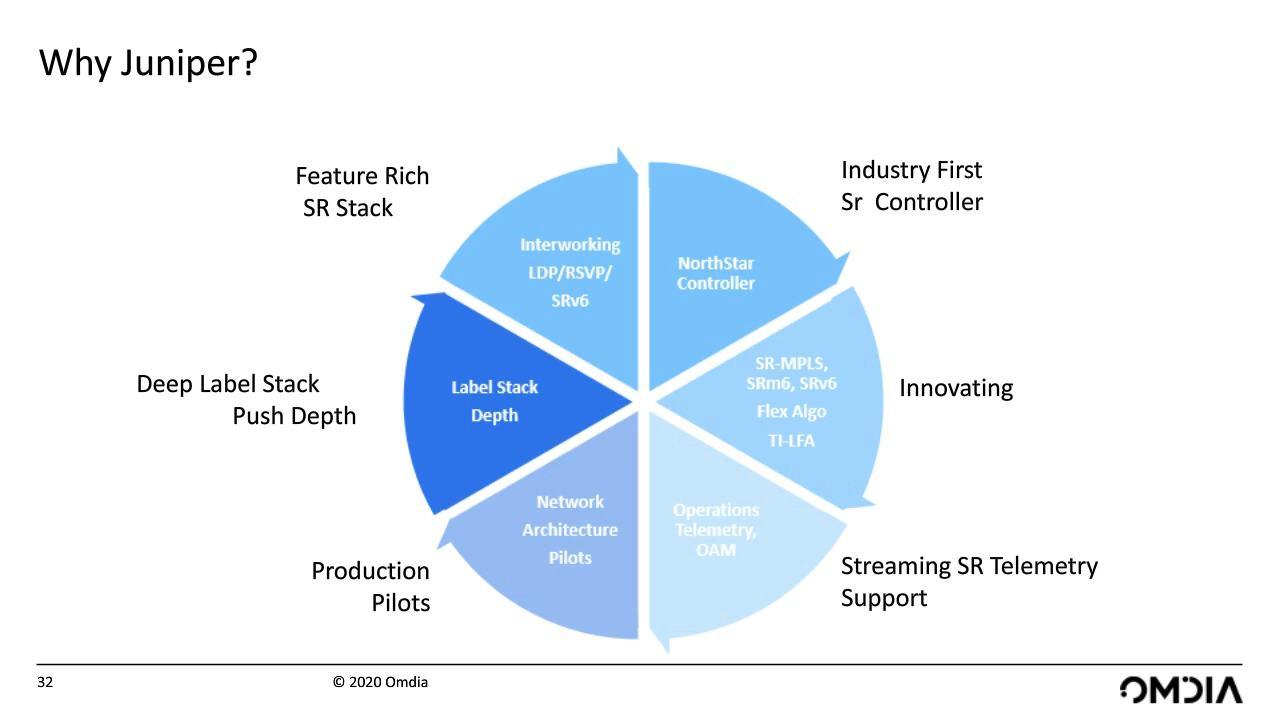 Why Juniper?
Feature Rich
SR Stack
Industry First
Sr  Controller
Interworking
LDP/RSVP/
SRv6
NorthStar
Controller
Deep Label Stack
Push Depth
Label Stack
Depth
SR-MPLS,
SRm6, SRv6
Flex Algo
TI-LFA
Innovating
Network
Architecture
Pilots
Operations
Telemetry,
OAM
Production
Pilots
Streaming SR Telemetry
Support
32
© 2020 Omdia
OMDIA